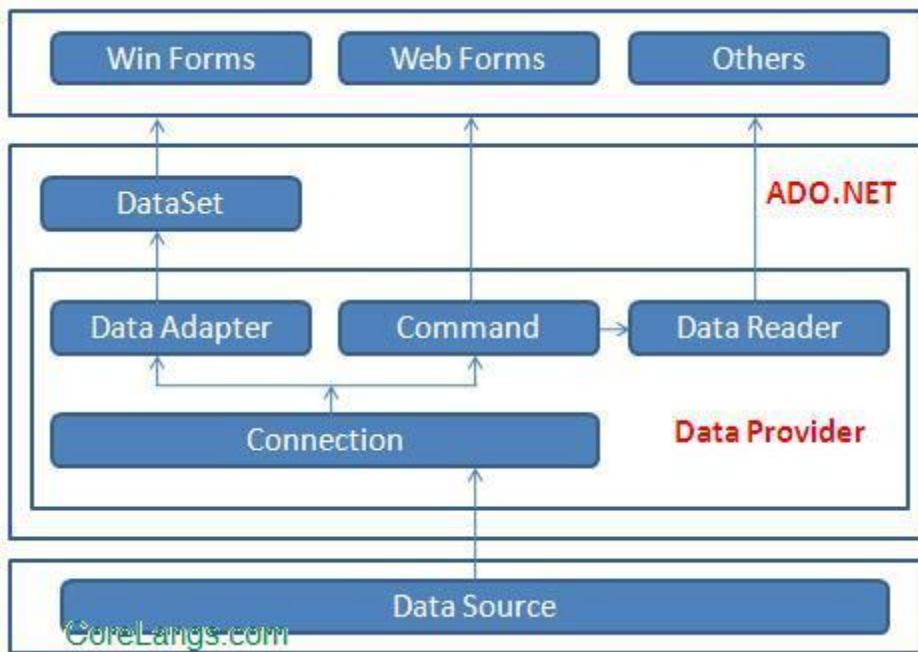 Win Forms
Web Forms
Others
DataSet
ADO.NET
Data Adapter
Command
Data Reader
Connection
Data Provider
Data Source
CoreLangs.com